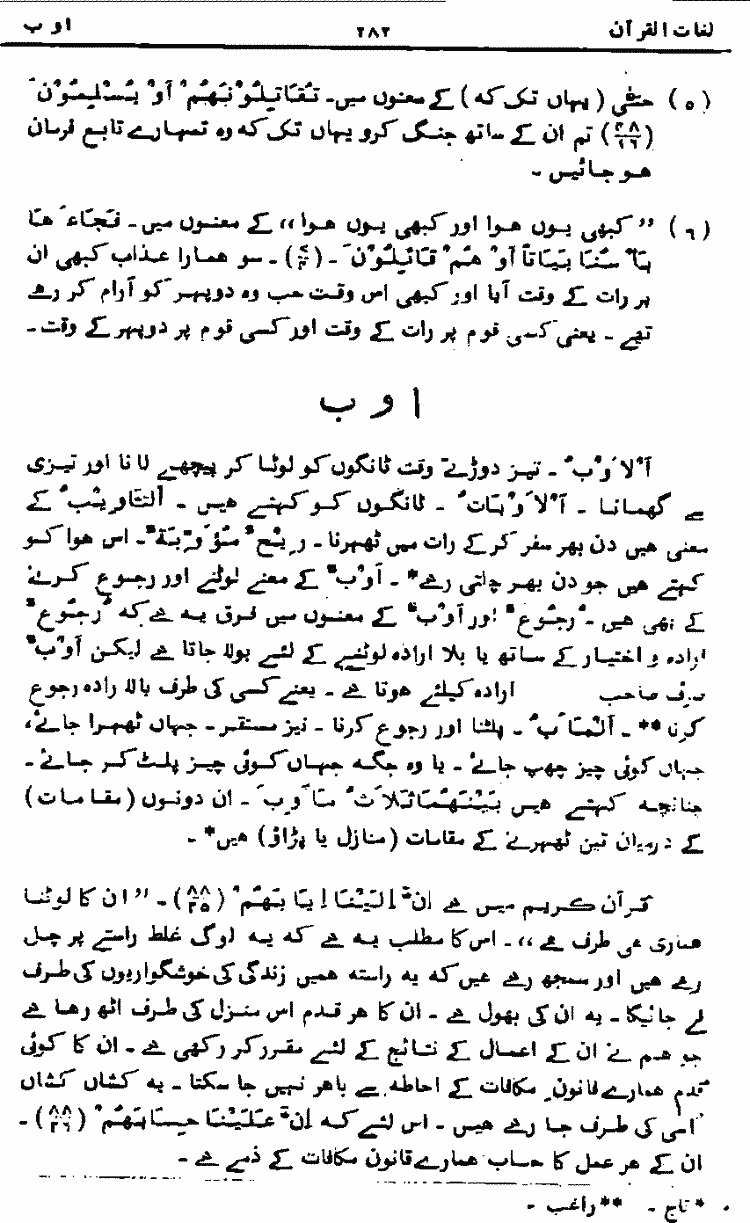 لغات القرآن ۲۸۲ ا و ب
(۵) حتٰی (یہاں تک کہ) کے معنوں میں۔ تُقَاتِلُوْنَہُمْ اَوْ یُسْلِمُوْنَ
(۴۸/۱۶) تم ان کے ساتھ جنگ کرو یہاں تک کہ وہ تمہارے تابع فرمان
ہو جائیں ۔
(۶) ’’کبھی یوں ہوا اور کبھی یوں ہوا‘‘ کے معنوں میں۔ فَجَاءَ ھَا
بَاْ سُنَا بَیَاتاً اَوْ ھُمْ قَائِلُوْنَ ۔ (۷/۴)۔ سو ہمارا عذاب کبھی ان
پر رات کے وقت آیا اور کبھی اس وقت جب وہ دوپہر کو آرام کر رہے
تھے ۔ یعنی کسی قوم پر رات کے وقت اور کسی قوم پر دوپہر کے وقت۔
ا و ب
اَلْاَوْبُ ۔ تیز دوڑتے وقت ٹانگوں کو لوٹا کر پیچھے لانا اور تیزی
سے گھمانا ۔ اَلْاَوْبَاتُ ۔ ٹانگوں کو کہتے ہیں ۔ اَلتَّاوِیْبُ کے
معنی ہیں دن بھر سفر کر کے رات میں ٹھہرنا۔ رِیْحٌ مُؤَوِّبَۃٌ۔ اس ہوا کو
کہتے ہیں جو دن بھر چلتی رہے* ۔ اَوْبٌ کے معنے لوٹنے اور رجوع کرنے
کے بھی ہیں ۔ رُجُوْعٌ اور اَوْبٌ کے معنوں میں فرق یہ ہے کہ رُجُوْعٌ
ارادہ و اختیار کے ساتھ یا بلا ارادہ لوٹنے کے لئے بولا جاتا ہے لیکن اَوْبٌ
صرف صاحب ارادہ کیلئے ہوتا ہے ۔ یعنے کسی کی طرف بالارادہ رجوع
کرنا ** ۔ اَلْمَاٰبُ ۔ پلٹنا اور رجوع کرنا ۔ نیز مستقر ۔ جہاں ٹھہرا جائے،
جہاں کوئی چیز چھپ جائے ۔ یا وہ جگہ جہاں کوئی چیز پلٹ کر جائے ۔
چنانچہ کہتے ہیں بَیْنَھُمَا ثَلَاثُ مَاٰوِبَ ۔ ان دونوں (مقامات)
کے درمیان تین ٹھہرنے کے مقامات (منازل یا پڑاؤ) ہیں* ۔
قرآن کریم میں ہے اِنَّ اِلَیْنَا اِیَا بَھُمْ (۸۸/۲۵)۔ ’’ان کا لوٹنا
ہماری ہی طرف ہے‘‘ ۔ اس کا مطلب یہ ہے کہ یہ لوگ غلط راستے پر چل
رہے ہیں اور سمجھ رہے ہیں کہ یہ راستہ ہمیں زندگی کی خوشگواریوں کی طرف
لے جائیگا ۔ یہ ان کی بھول ہے ۔ ان کا ہر قدم اس منزل کی طرف اٹھ رہا ہے
جو ہم نے ان کے اعمال کے نتائج کے لئے مقرر کر رکھی ہے ۔ ان کا کوئی
قدم ہمارے قانونِ مکافات کے احاطہ سے باہر نہیں جا سکتا ۔ یہ کشاں کشاں
اسی کی طرف جا رہے ہیں ۔ اس لئے کہ اِنَّ عَلَیْنَا حِسَابَھُمْ (۸۸/۲۶) ۔
ان کے ہر عمل کا حساب ہمارے قانون مکافات کے ذمے ہے ۔
*تاج ۔ **راغب ۔